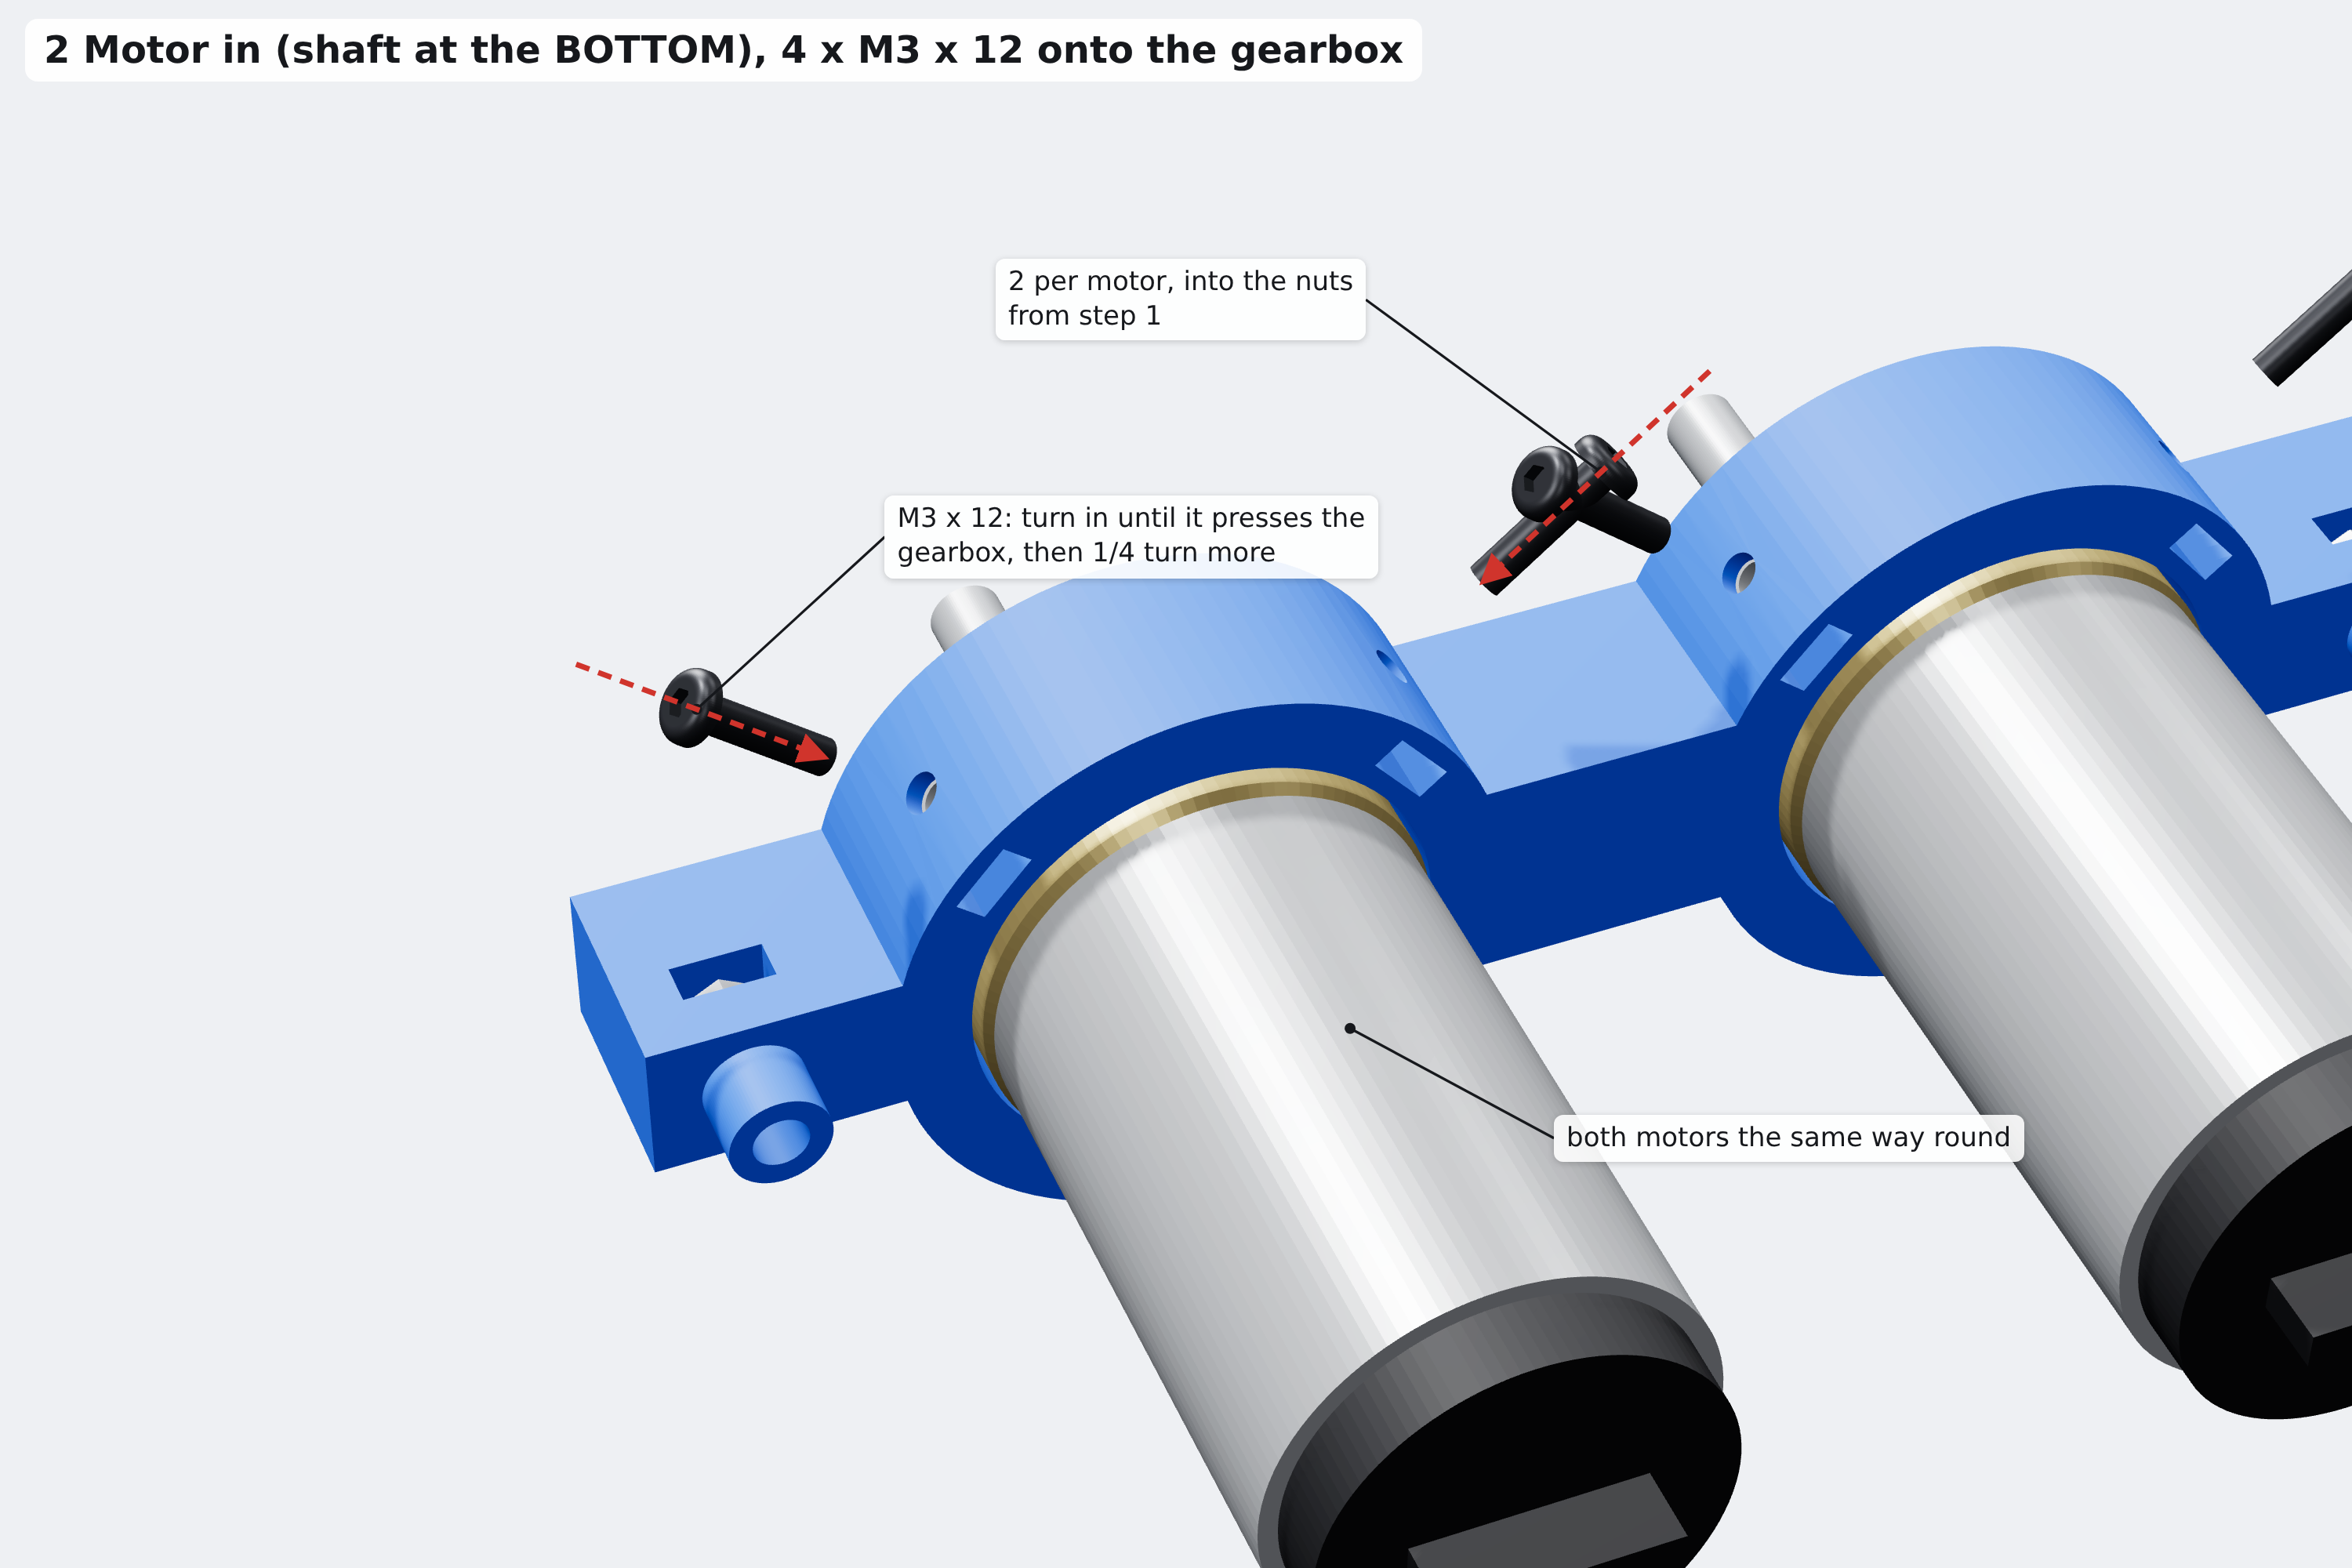 2 Motor in (shaft at the BOTTOM), 4 x M3 x 12 onto the gearbox
2 per motor, into the nuts
from step 1
M3 x 12: turn in until it presses the
gearbox, then 1/4 turn more
both motors the same way round